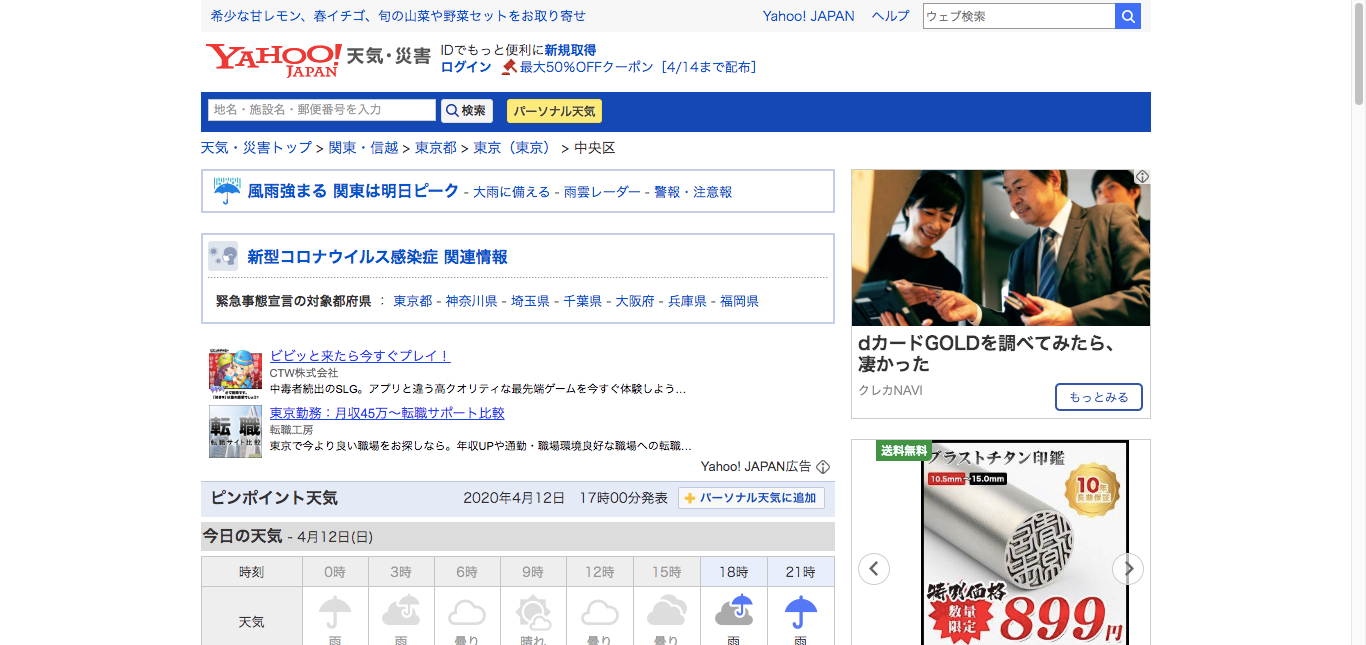 希少な甘レモン、春イチゴ、旬の山菜や野菜セットをお取り寄せ
Yahoo! JAPAN ヘルプ ウェブ検索
YAHOO! JAPAN 天気・災害
IDでもっと便利に新規取得
ログイン 最大50%OFFクーポン［4/14まで配布］
地名・施設名・郵便番号を入力 検索 パーソナル天気
天気・災害トップ > 関東・信越 > 東京都 > 東京（東京） > 中央区
風雨強まる 関東は明日ピーク - 大雨に備える - 雨雲レーダー - 警報・注意報
新型コロナウイルス感染症 関連情報
緊急事態宣言の対象都府県 ： 東京都 - 神奈川県 - 埼玉県 - 千葉県 - 大阪府 - 兵庫県 - 福岡県
ビビッと来たら今すぐプレイ！
CTW株式会社
中毒者続出のSLG。アプリと違う高クオリティな最先端ゲームを今すぐ体験しよう...
転職
転職サイト比較
東京勤務：月収45万〜転職サポート比較
転職工房
東京で今より良い職場をお探しなら。年収UPや通勤・職場環境良好な職場への転職...
Yahoo! JAPAN広告
ピンポイント天気 2020年4月12日 17時00分発表 パーソナル天気に追加
今日の天気 - 4月12日(日)
時刻 0時 3時 6時 9時 12時 15時 18時 21時
天気 雨 雨 曇り 晴れ 曇り 曇り 雨 雨
dカードGOLDを調べてみたら、
凄かった
クレカNAVI
もっとみる
送料無料
ブラストチタン印鑑
10.5mm〜15.0mm
10年
長期保証
特別価格
数量
限定
899円